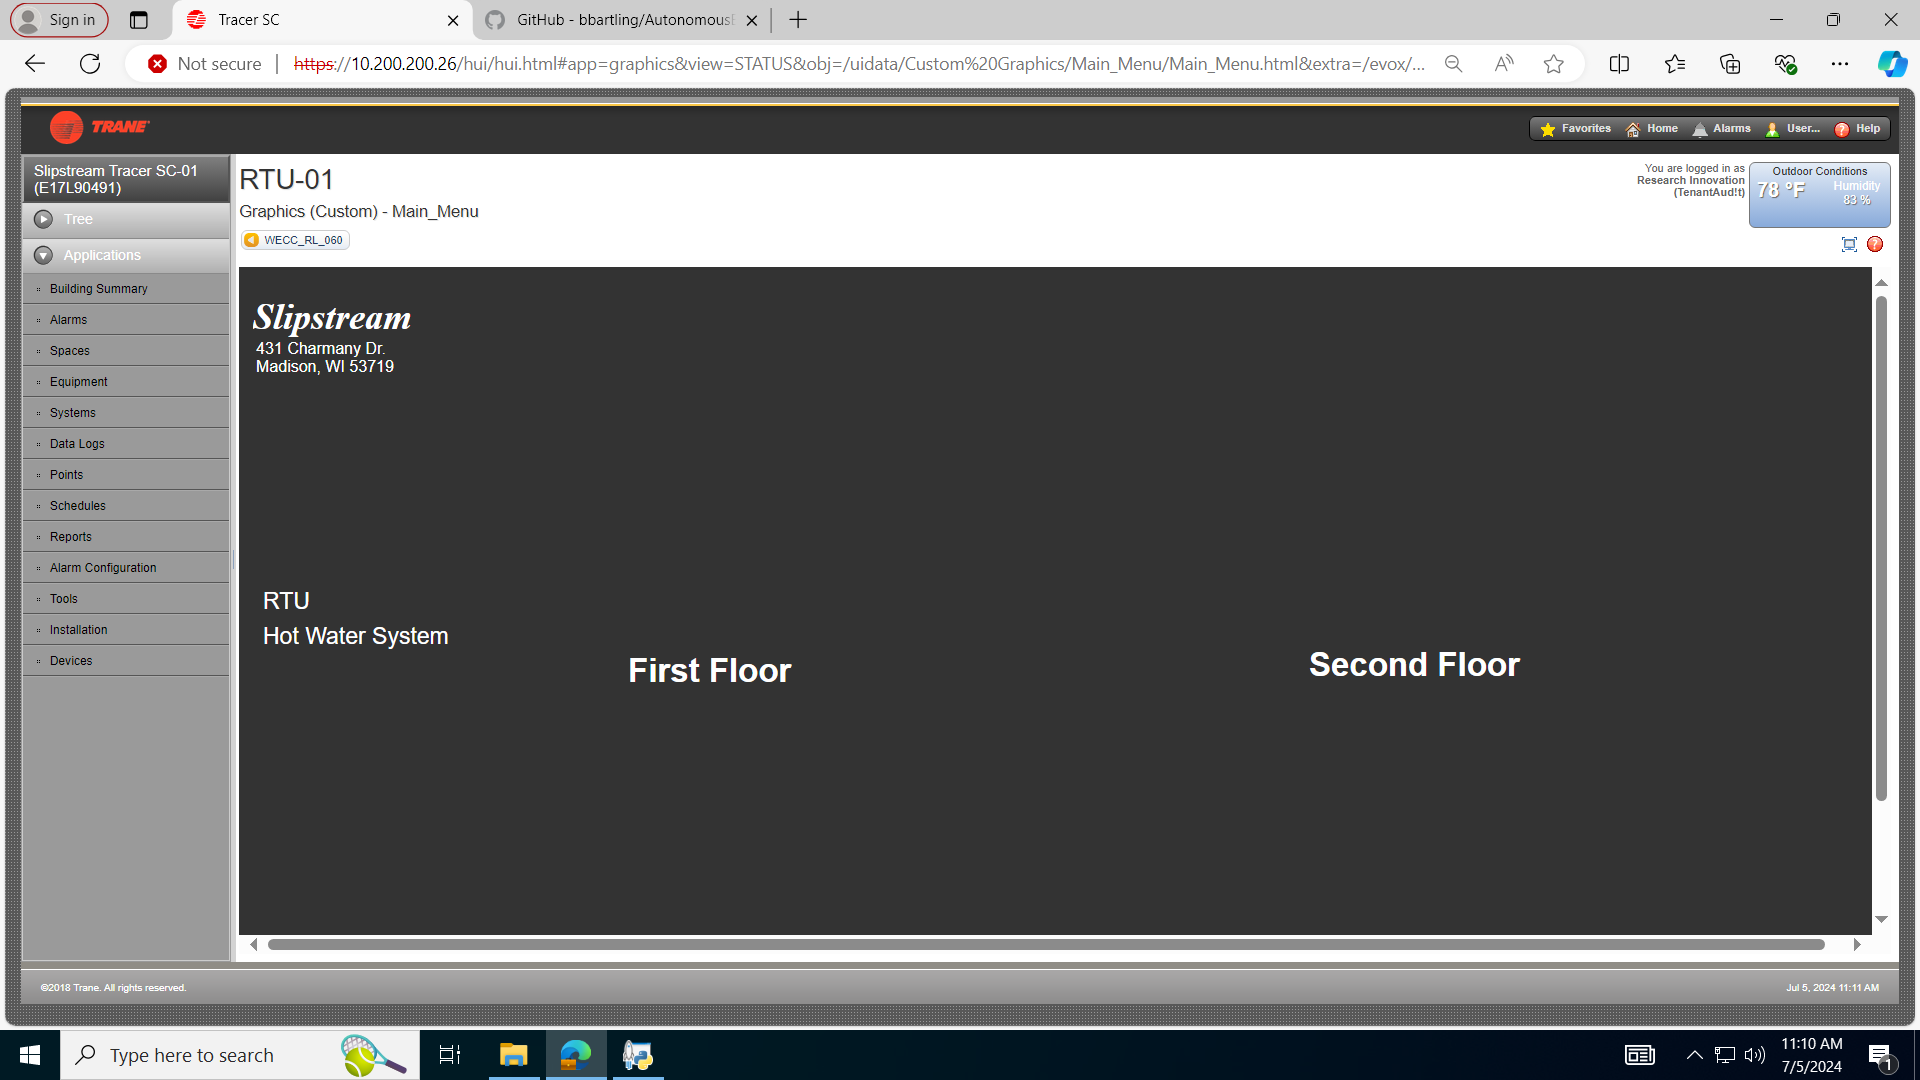 Sign in
Tracer SC
GitHub - bbartling/Autonomous
Not secure
https://10.200.200.26/hui/hui.html#app=graphics&view=STATUS&obj=/uidata/Custom%20Graphics/Main_Menu/Main_Menu.html&extra=/evox/...
TRANE
Favorites
Home
Alarms
User...
Help
Slipstream Tracer SC-01
(E17L90491)
Tree
Applications
Building Summary
Alarms
Spaces
Equipment
Systems
Data Logs
Points
Schedules
Reports
Alarm Configuration
Tools
Installation
Devices
RTU-01
Graphics (Custom) - Main_Menu
WECC_RL_060
You are logged in as
Research Innovation
(TenantAud!t)
Outdoor Conditions
78 °F
Humidity
83 %
Slipstream
431 Charmany Dr.
Madison, WI 53719
RTU
Hot Water System
First Floor
Second Floor
©2018 Trane. All rights reserved.
Jul 5, 2024 11:11 AM
Type here to search
11:10 AM
7/5/2024
1